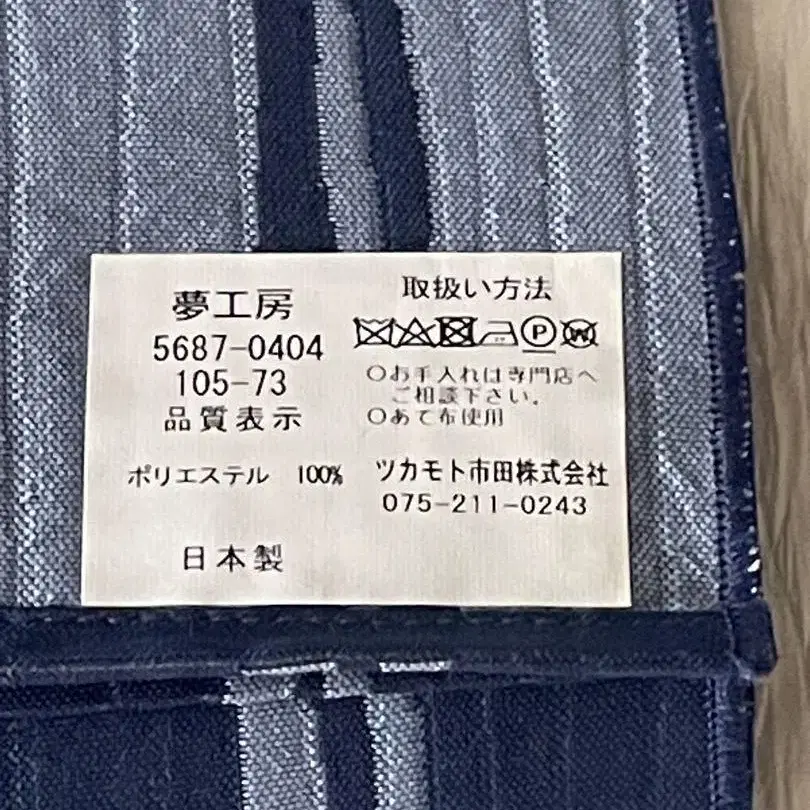 夢工房
5687-0404
105-73
品質表示
ポリエステル 100%
日本製
取扱い方法
P W
○お手入れは専門店へ
ご相談下さい。
○あて布使用
ツカモト市田株式会社
075-211-0243